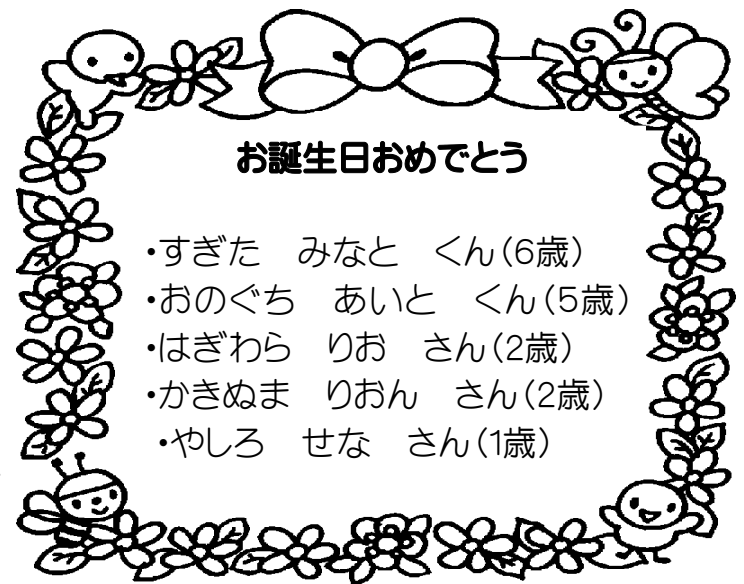 お誕生日おめでとう
・すぎた　みなと　くん（6歳）
・おのぐち　あいと　くん（5歳）
・はぎわら　りお　さん（2歳）
・かきぬま　りおん　さん（2歳）
・やしろ　せな　さん（1歳）